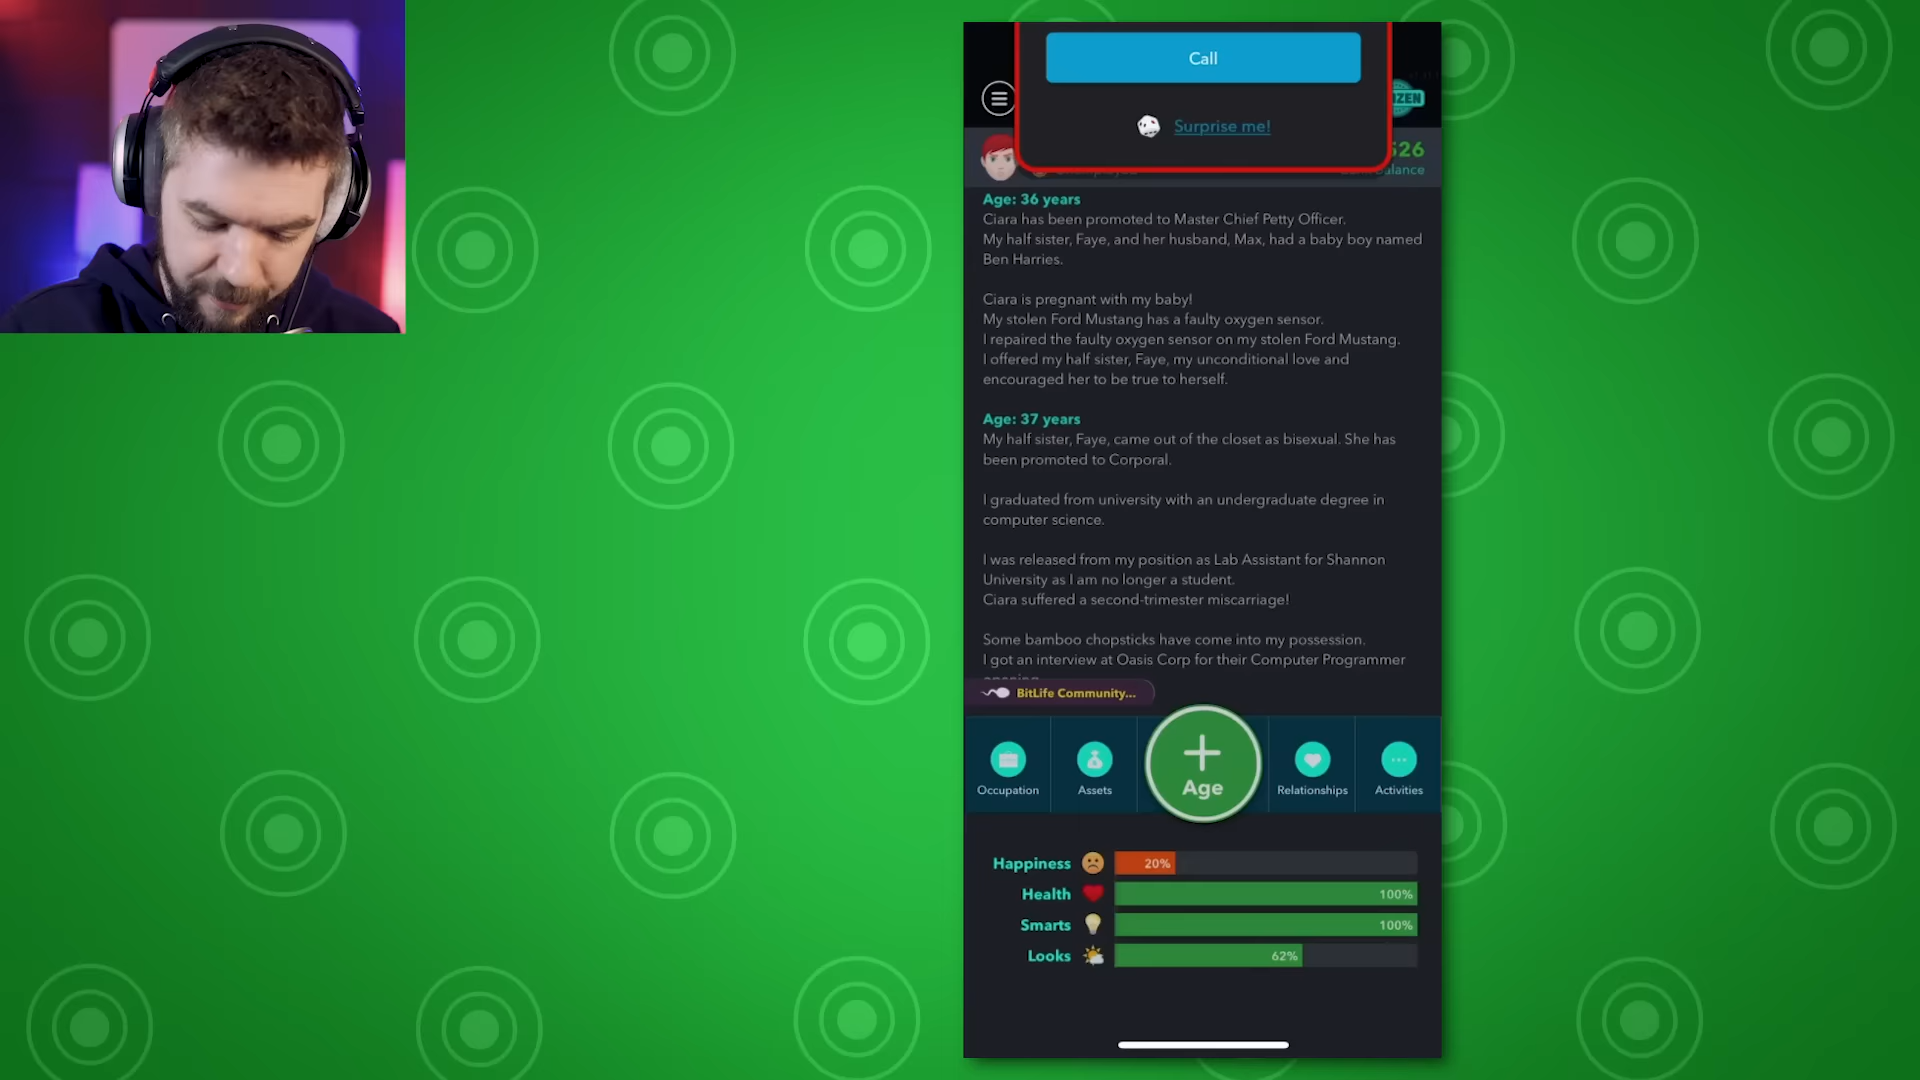 Call
Surprise me!
526
Age: 36 years
Ciara has been promoted to Master Chief Petty Officer.
My half sister, Faye, and her husband, Max, had a baby boy named
Ben Harries.
Ciara is pregnant with my baby!
My stolen Ford Mustang has a faulty oxygen sensor.
I repaired the faulty oxygen sensor on my stolen Ford Mustang.
I offered my half sister, Faye, my unconditional love and
encouraged her to be true to herself.
Age: 37 years
My half sister, Faye, came out of the closet as bisexual. She has
been promoted to Corporal.
I graduated from university with an undergraduate degree in
computer science.
I was released from my position as Lab Assistant for Shannon
University as I am no longer a student.
Ciara suffered a second-trimester miscarriage!
Some bamboo chopsticks have come into my possession.
I got an interview at Oasis Corp for their Computer Programmer
BitLife Community...
Occupation
Assets
Age
Relationships
Activities
Happiness 20%
Health 100%
Smarts 100%
Looks 62%